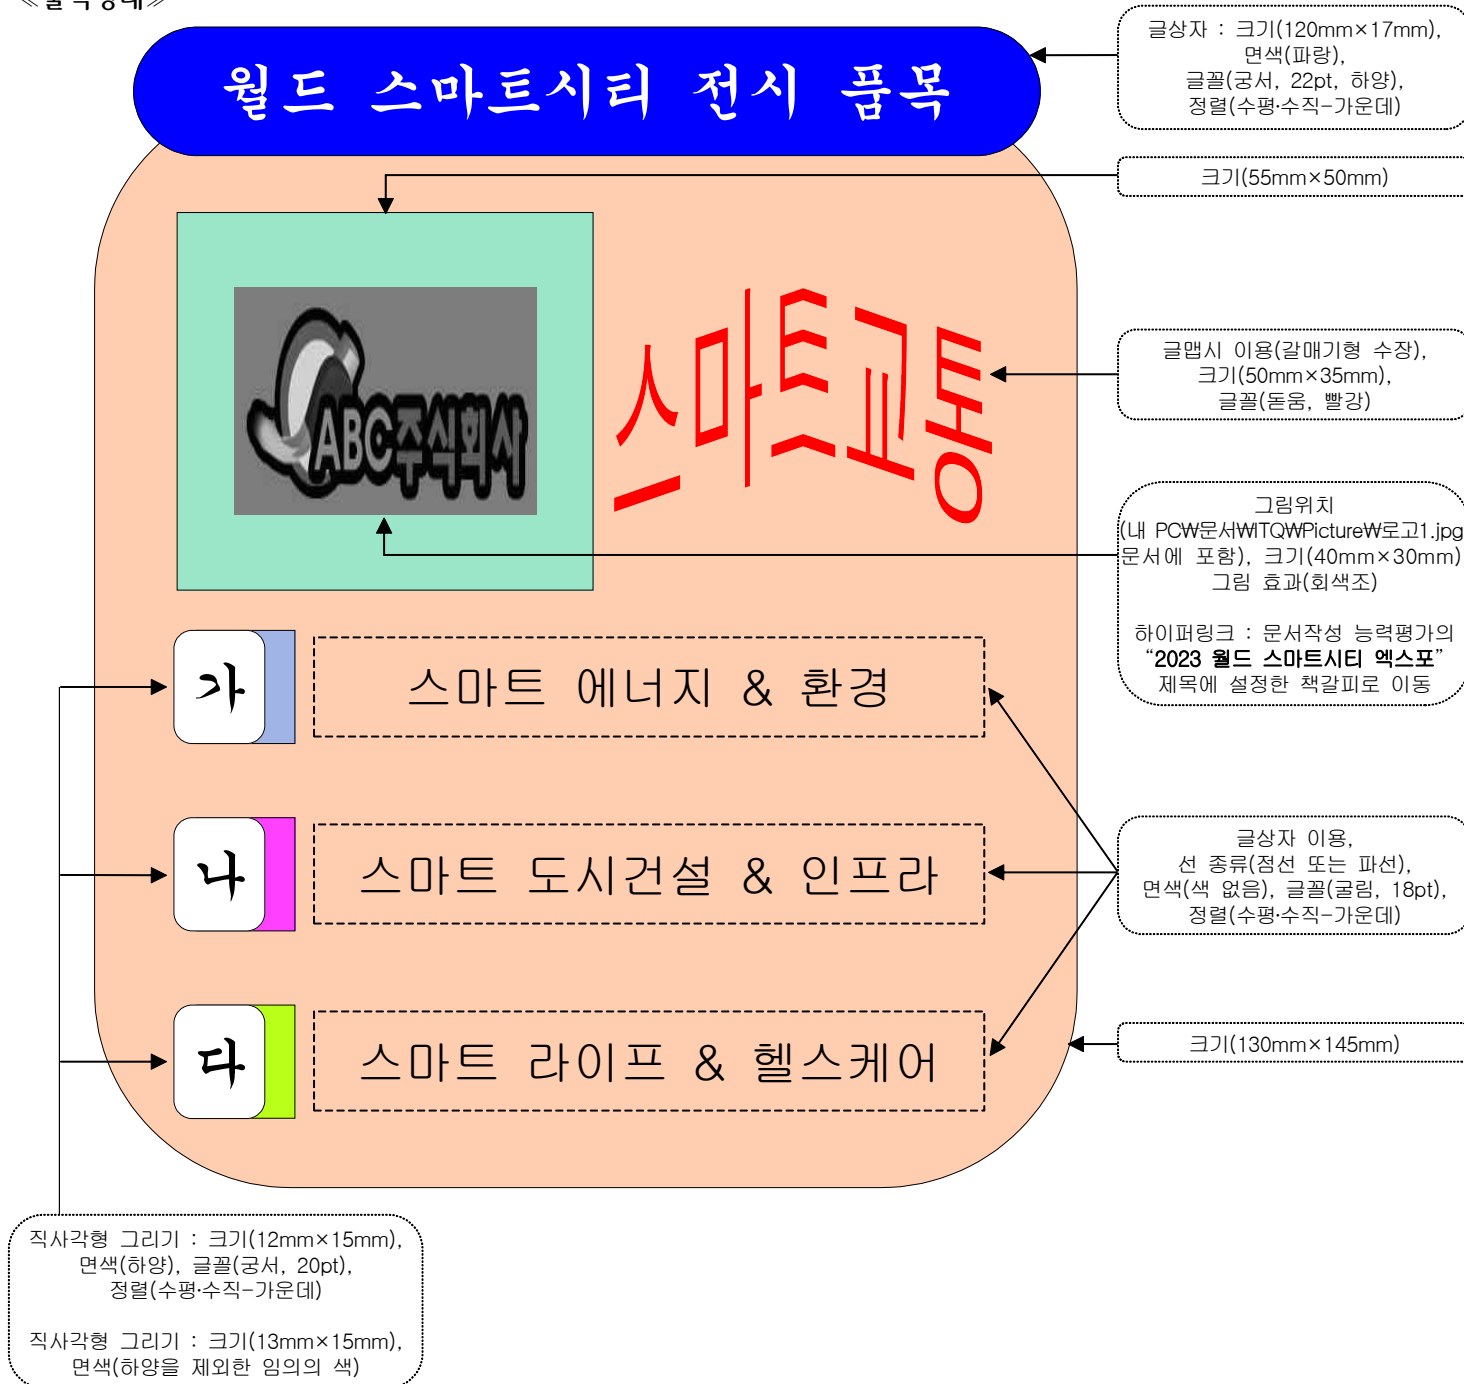 ≪출력형태≫
월드 스마트시티 전시 품목
글상자 : 크기(120mm×17mm),
면색(파랑),
글꼴(궁서, 22pt, 하양),
정렬(수평·수직-가운데)
크기(55mm×50mm)
ABC주식회사
스마트교통
글맵시 이용(갈매기형 수장),
크기(50mm×35mm),
글꼴(돋움, 빨강)
그림위치
(내 PC₩문서₩ITQ₩Picture₩로고1.jpg
문서에 포함), 크기(40mm×30mm)
그림 효과(회색조)
하이퍼링크 : 문서작성 능력평가의
“2023 월드 스마트시티 엑스포”
제목에 설정한 책갈피로 이동
가
스마트 에너지 & 환경
나
스마트 도시건설 & 인프라
글상자 이용,
선 종류(점선 또는 파선),
면색(색 없음), 글꼴(굴림, 18pt),
정렬(수평·수직-가운데)
다
스마트 라이프 & 헬스케어
크기(130mm×145mm)
직사각형 그리기 : 크기(12mm×15mm),
면색(하양), 글꼴(궁서, 20pt),
정렬(수평·수직-가운데)
직사각형 그리기 : 크기(13mm×15mm),
면색(하양을 제외한 임의의 색)